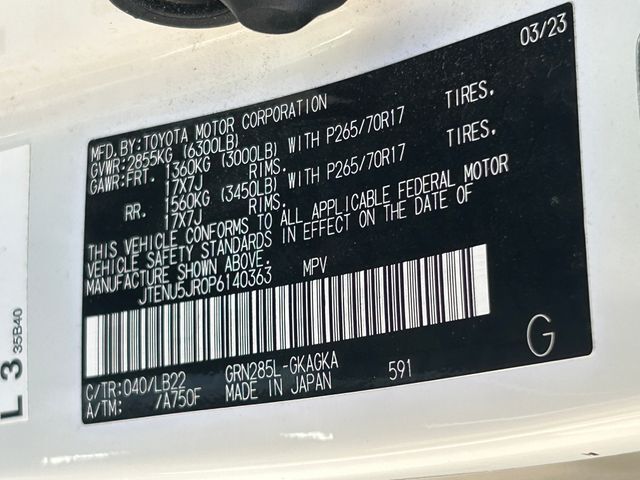 03/23
MFD.BY:TOYOTA MOTOR CORPORATION
GVWR:2855KG (6300LB)
GAWR:FRT. 1360KG (3000LB) WITH P265/70R17 TIRES,
17X7J RIMS.
RR. 1560KG (3450LB) WITH P265/70R17 TIRES,
17X7J RIMS.
THIS VEHICLE CONFORMS TO ALL APPLICABLE FEDERAL MOTOR
VEHICLE SAFETY STANDARDS IN EFFECT ON THE DATE OF
MANUFACTURE SHOWN ABOVE.
JTENU5JR0P6140363 MPV
C/TR:040/LB22 GRN285L-GKAGKA 591 G
A/TM: /A750F MADE IN JAPAN
L 3
35B40